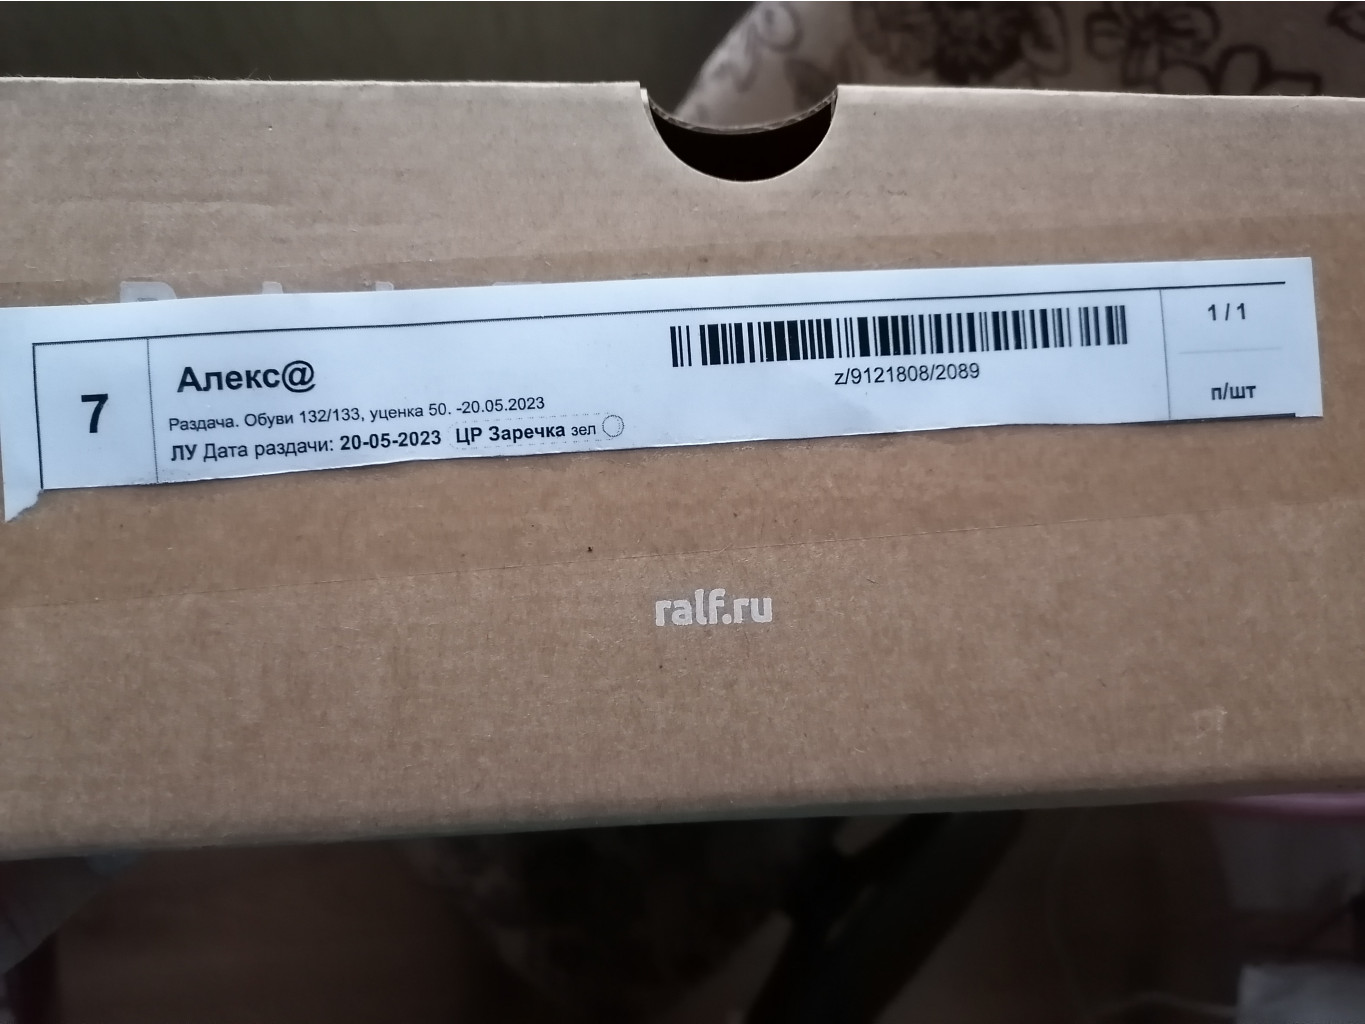 7
Алекс@
Раздача. Обуви 132/133, уценка 50. -20.05.2023
ЛУ Дата раздачи: 20-05-2023 ЦР Заречка зел
z/9121808/2089
1 / 1
п/шт
ralf.ru